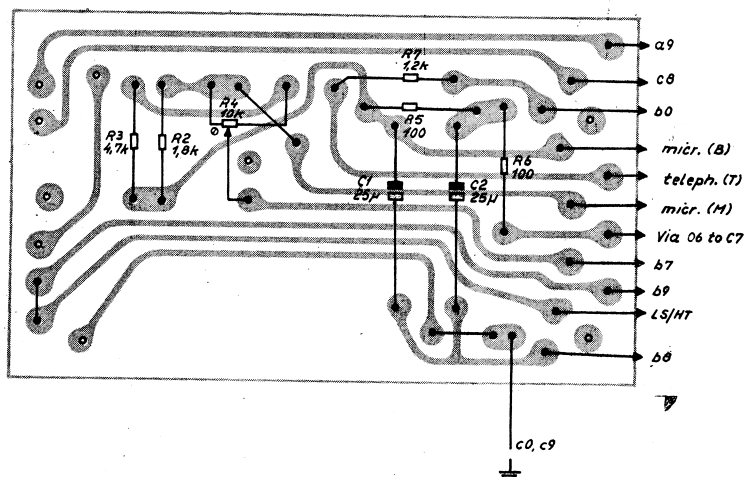 R7
1,2k
a9
c8
b0
R4
10k
R3
4,7k
R2
1,8k
R5
100
R6
100
micr. (B)
teleph. (T)
micr. (M)
C1
25µ
C2
25µ
Via 06 to C7
b7
b9
LS/HT
b8
c0, c9